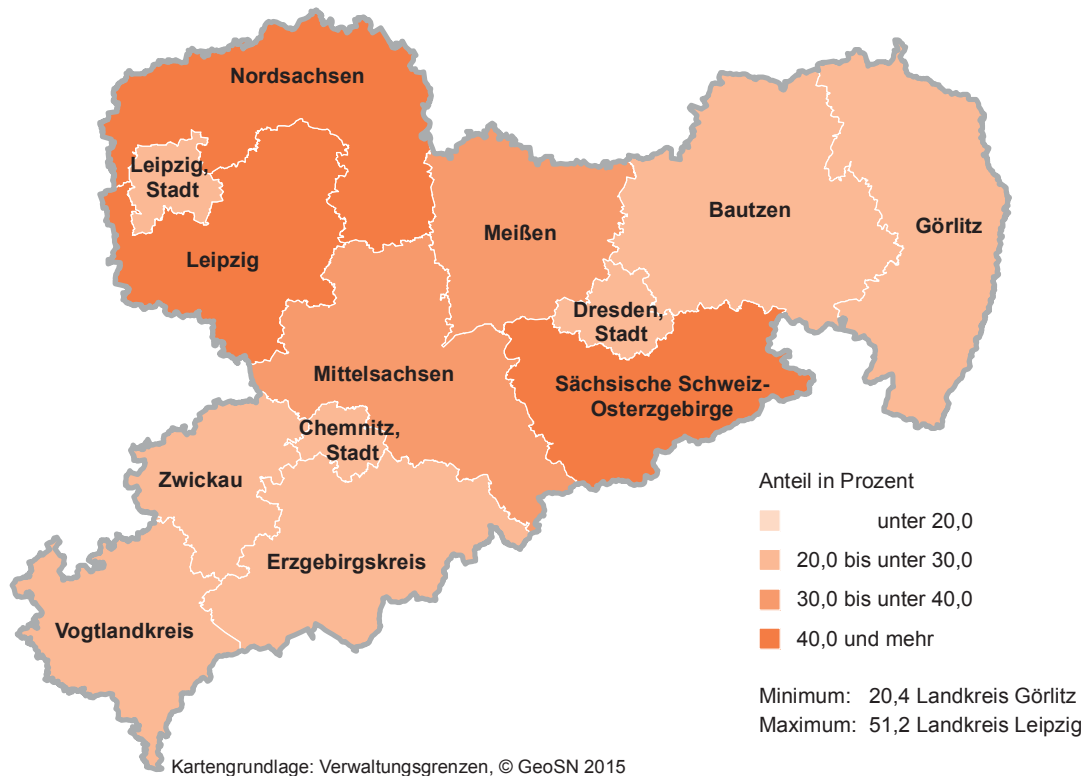 Nordsachsen
Leipzig,
Stadt
Leipzig
Meißen
Bautzen
Görlitz
Dresden,
Stadt
Mittelsachsen
Sächsische Schweiz-
Osterzgebirge
Chemnitz,
Stadt
Zwickau
Erzgebirgskreis
Vogtlandkreis
Anteil in Prozent
unter 20,0
20,0 bis unter 30,0
30,0 bis unter 40,0
40,0 und mehr
Minimum: 20,4 Landkreis Görlitz
Maximum: 51,2 Landkreis Leipzig
Kartengrundlage: Verwaltungsgrenzen, © GeoSN 2015